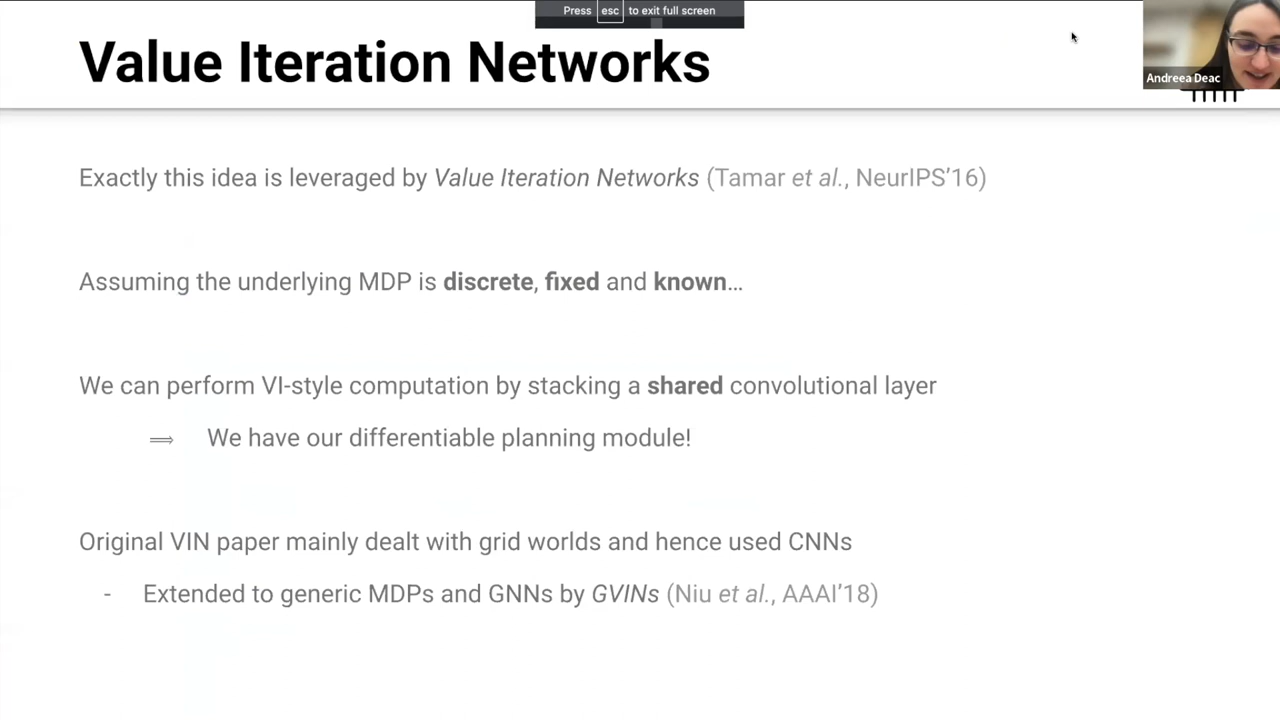 Press esc to exit full screen
Value Iteration Networks
Andreea Deac
Exactly this idea is leveraged by Value Iteration Networks (Tamar et al., NeurIPS’16)
Assuming the underlying MDP is discrete, fixed and known…
We can perform VI-style computation by stacking a shared convolutional layer
⟹ We have our differentiable planning module!
Original VIN paper mainly dealt with grid worlds and hence used CNNs
- Extended to generic MDPs and GNNs by GVINs (Niu et al., AAAI’18)